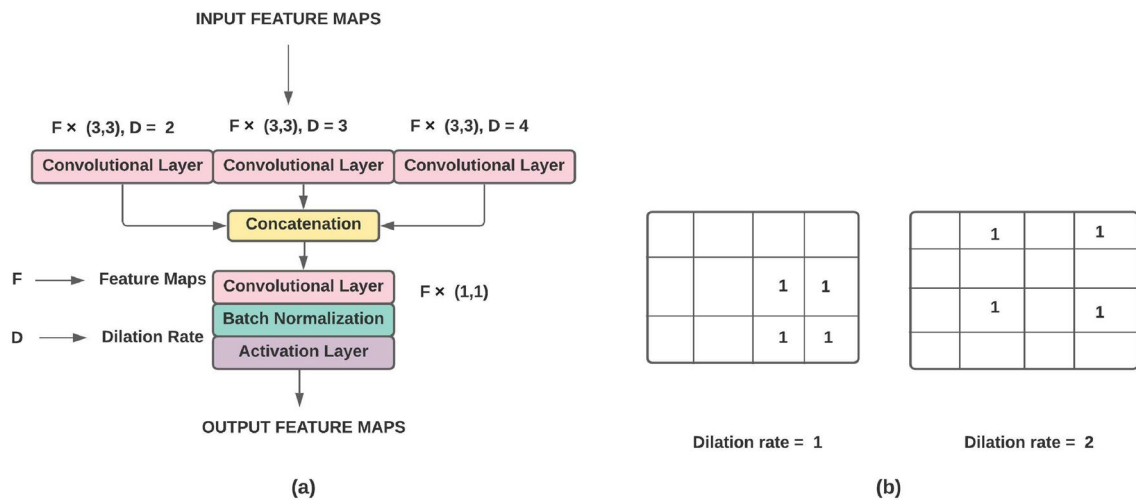 INPUT FEATURE MAPS
F × (3,3), D = 2
F × (3,3), D = 3
F × (3,3), D = 4
Convolutional Layer
Convolutional Layer
Convolutional Layer
Concatenation
F
Feature Maps
Convolutional Layer
F × (1,1)
Batch Normalization
D
Dilation Rate
Activation Layer
OUTPUT FEATURE MAPS
(a)
1 1
1 1
Dilation rate = 1
1 1
1 1
Dilation rate = 2
(b)